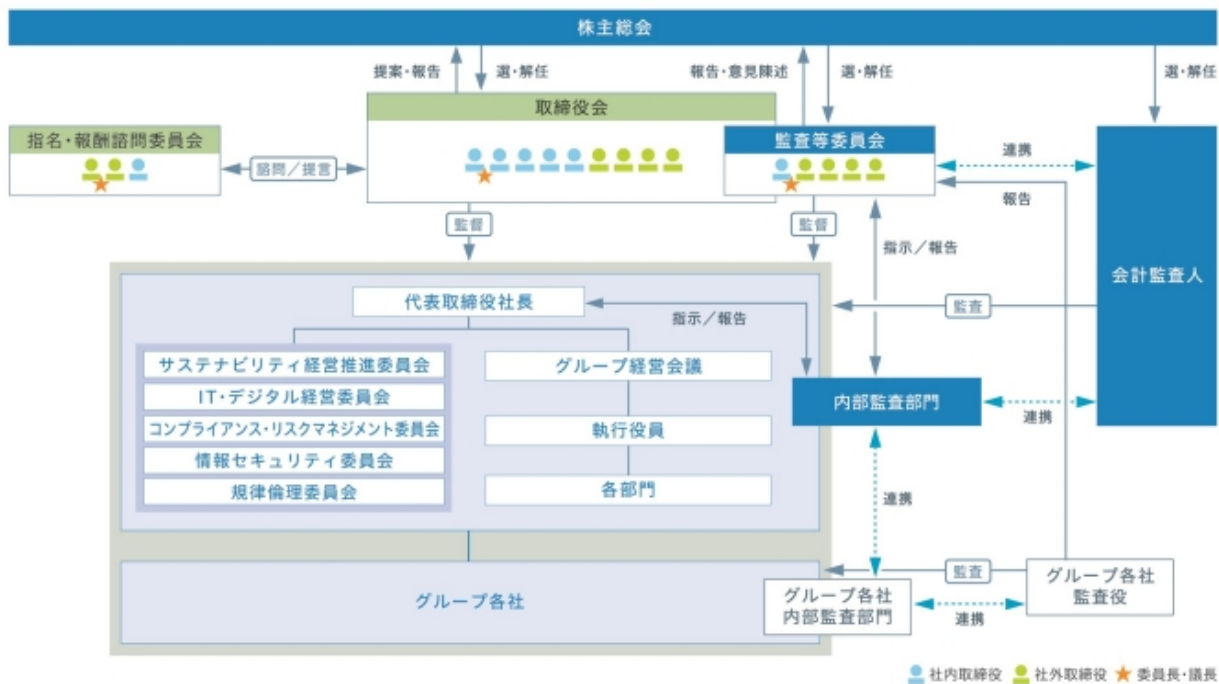 株主総会
提案・報告
選・解任
報告・意見陳述
選・解任
選・解任
取締役会
指名・報酬諮問委員会
監査等委員会
諮問/提言
連携
報告
監督
監督
指示/報告
会計監査人
代表取締役社長
指示/報告
監査
サステナビリティ経営推進委員会
グループ経営会議
IT・デジタル経営委員会
内部監査部門
連携
コンプライアンス・リスクマネジメント委員会
執行役員
情報セキュリティ委員会
規律倫理委員会
各部門
連携
グループ各社
監査
グループ各社
内部監査部門
連携
グループ各社
監査役
社内取締役
社外取締役
委員長・議長